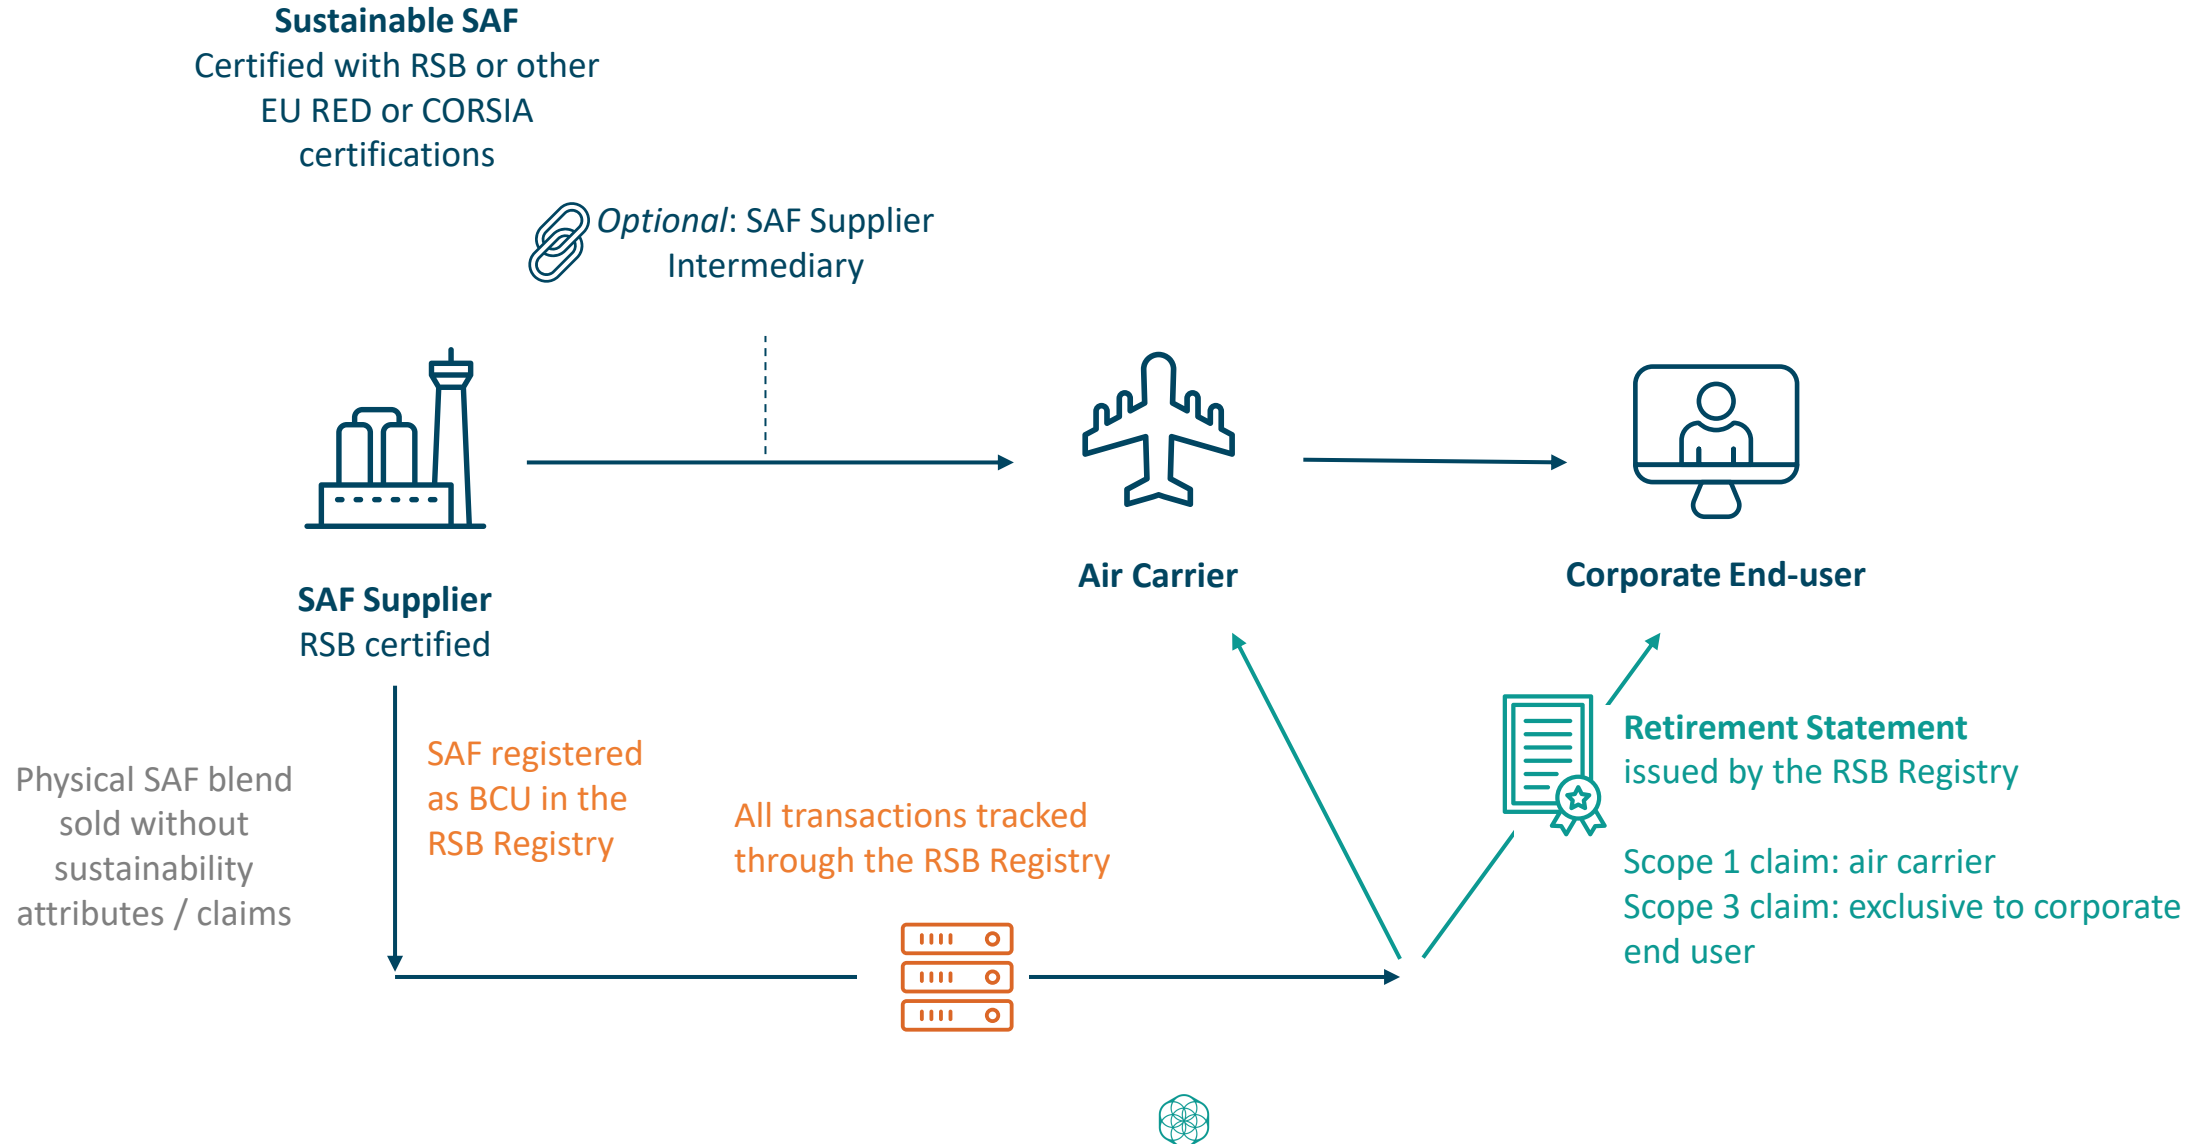 Sustainable SAF
Certified with RSB or other
EU RED or CORSIA
certifications
Optional: SAF Supplier
Intermediary
SAF Supplier
RSB certified
Air Carrier
Corporate End-user
Physical SAF blend
sold without
sustainability
attributes / claims
SAF registered
as BCU in the
RSB Registry
All transactions tracked
through the RSB Registry
Retirement Statement
issued by the RSB Registry
Scope 1 claim: air carrier
Scope 3 claim: exclusive to corporate
end user